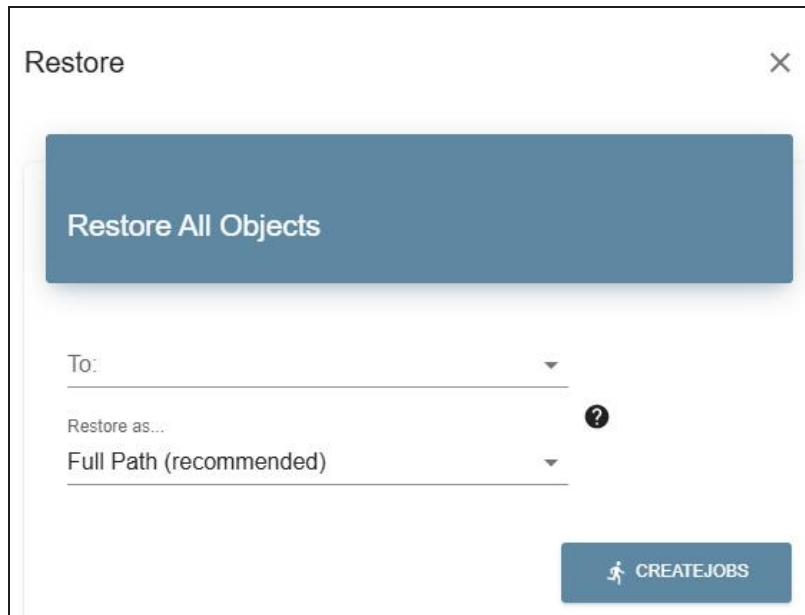 Restore
Restore All Objects
To:
Restore as...
Full Path (recommended)
CREATEJOBS